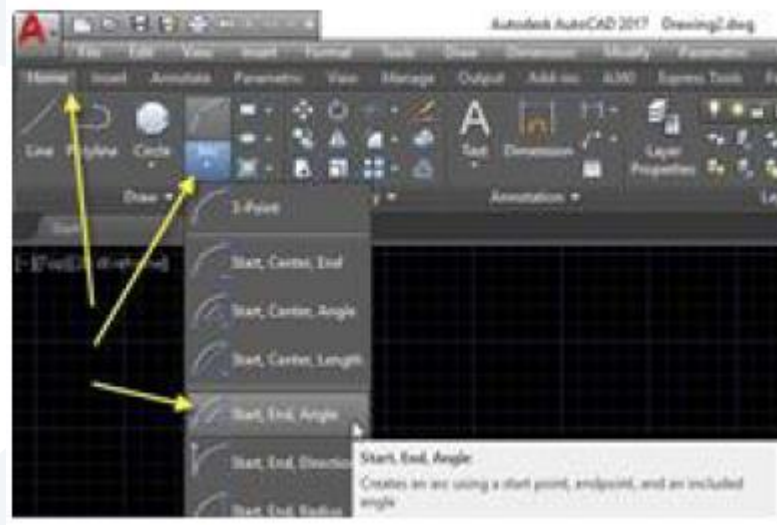 Autodesk AutoCAD 2017 Drawing2.dwg
File Edit View Insert Format Tools Draw Dimension Modify Parametric
Home Insert Annotate Parametric View Manage Output Add-ins A360 Express Tools
Line Polyline Circle Arc Text Dimension Layer Properties
Draw Annotation
Start
3-Point
Start, Center, End
Start, Center, Angle
Start, Center, Length
Start, End, Angle
Start, End, Direction
Start, End, Radius
Start, End, Angle
Creates an arc using a start point, endpoint, and an included
angle